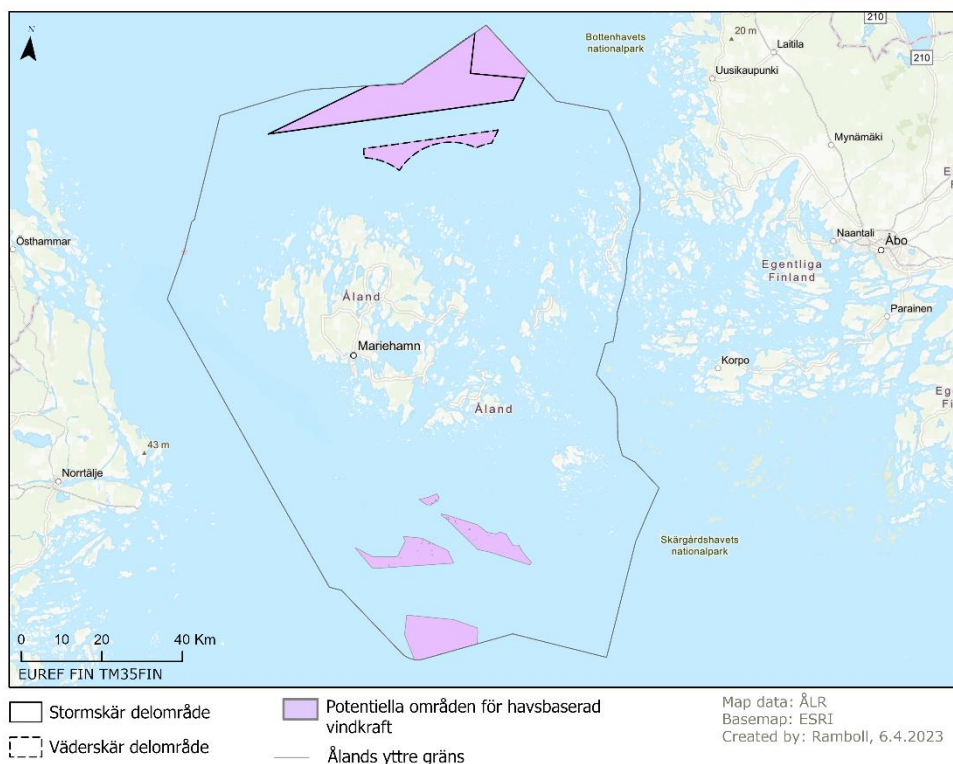 N
Bottenhavets
nationalpark
20 m
Laitila
210
210
Uusikaupunki
Mynämäki
E
F
Östhammar
Naantali
Åbo
Egentliga
Finland
Åland
Parainen
Mariehamn
Korpo
Åland
Eg
Fi
43 m
Norrtälje
Skärgårdshavets
nationalpark
0 10 20 40 Km
EUREF FIN TM35FIN
Stormskär delområde
Väderskär delområde
Potentiella områden för havsbaserad
vindkraft
Ålands yttre gräns
Map data: ÅLR
Basemap: ESRI
Created by: Ramboll, 6.4.2023